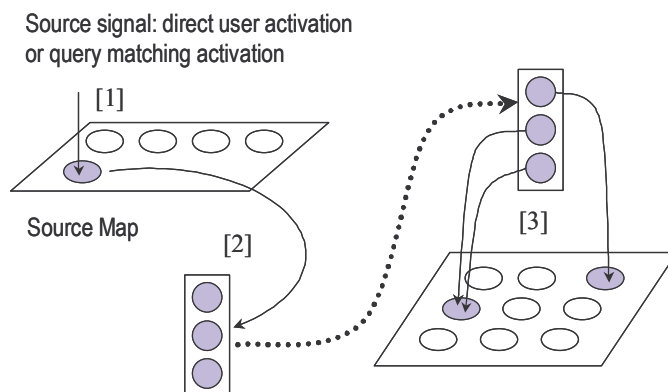 Source signal: direct user activation
or query matching activation
[1]
Source Map
[2]
[3]